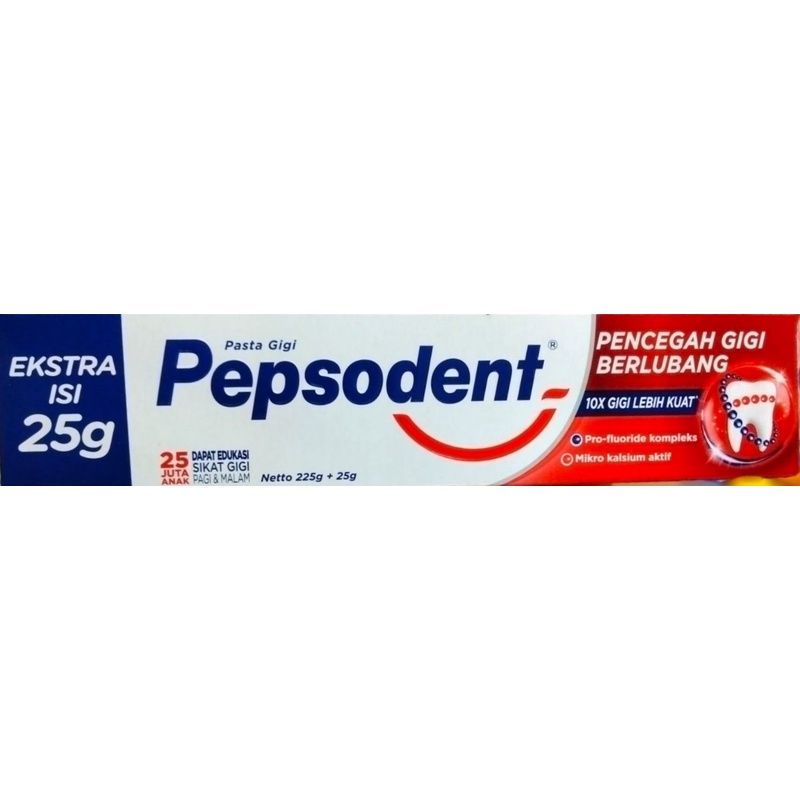 EKSTRA
ISI
25g
Pasta Gigi
Pepsodent®
25
JUTA
ANAK
DAPAT EDUKASI
SIKAT GIGI
PAGI & MALAM
Netto 225g + 25g
PENCEGAH GIGI
BERLUBANG
10X GIGI LEBIH KUAT*
Pro-fluoride kompleks
Mikro kalsium aktif